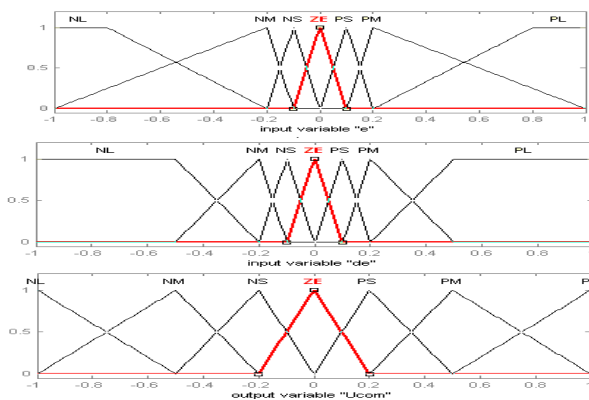 NL NM NS ZE PS PM PL
1
0.5
0
-1 -0.8 -0.6 -0.4 -0.2 0 0.2 0.4 0.6 0.8 1
input variable "e"
NL NM NS ZE PS PM PL
1
0.5
0
-1 -0.8 -0.6 -0.4 -0.2 0 0.2 0.4 0.6 0.8 1
input variable "de"
NL NM NS ZE PS PM
1
0.5
0
-1 -0.8 -0.6 -0.4 -0.2 0 0.2 0.4 0.6 0.8 1
output variable "Ucom"